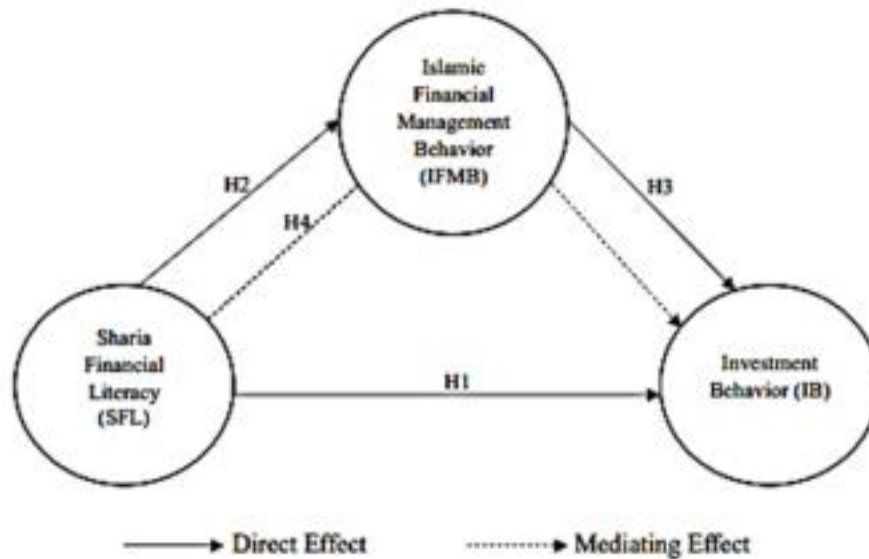 Islamic
Financial
Management
Behavior
(IFMB)
H2
H3
H4
Sharia
Financial
Literacy
(SFL)
H1
Investment
Behavior (IB)
Direct Effect
Mediating Effect